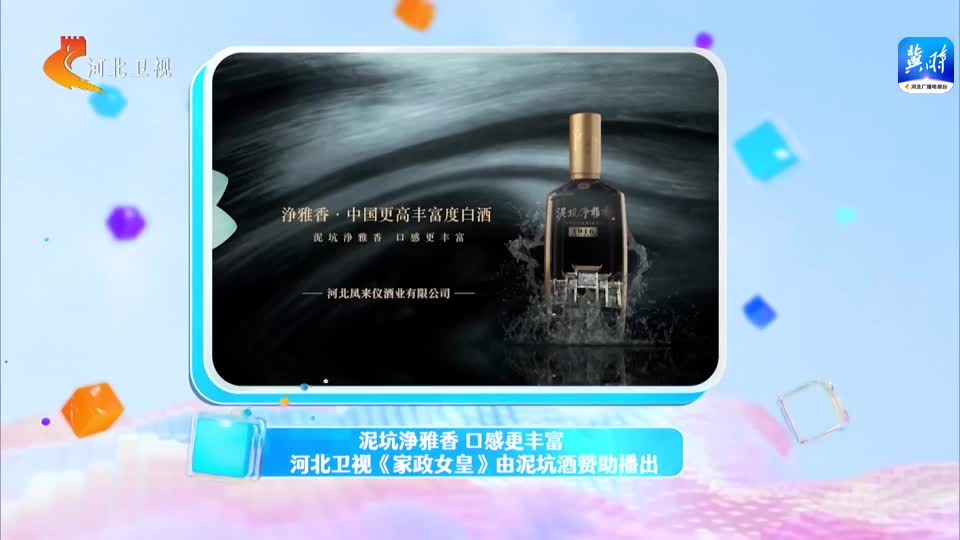 河北卫视
冀时
河北广播电视台
净雅香·中国更高丰富度白酒
泥坑净雅香 口感更丰富
河北凤来仪酒业有限公司
泥坑净雅香
1916
泥坑净雅香 口感更丰富
河北卫视《家政女皇》由泥坑酒赞助播出